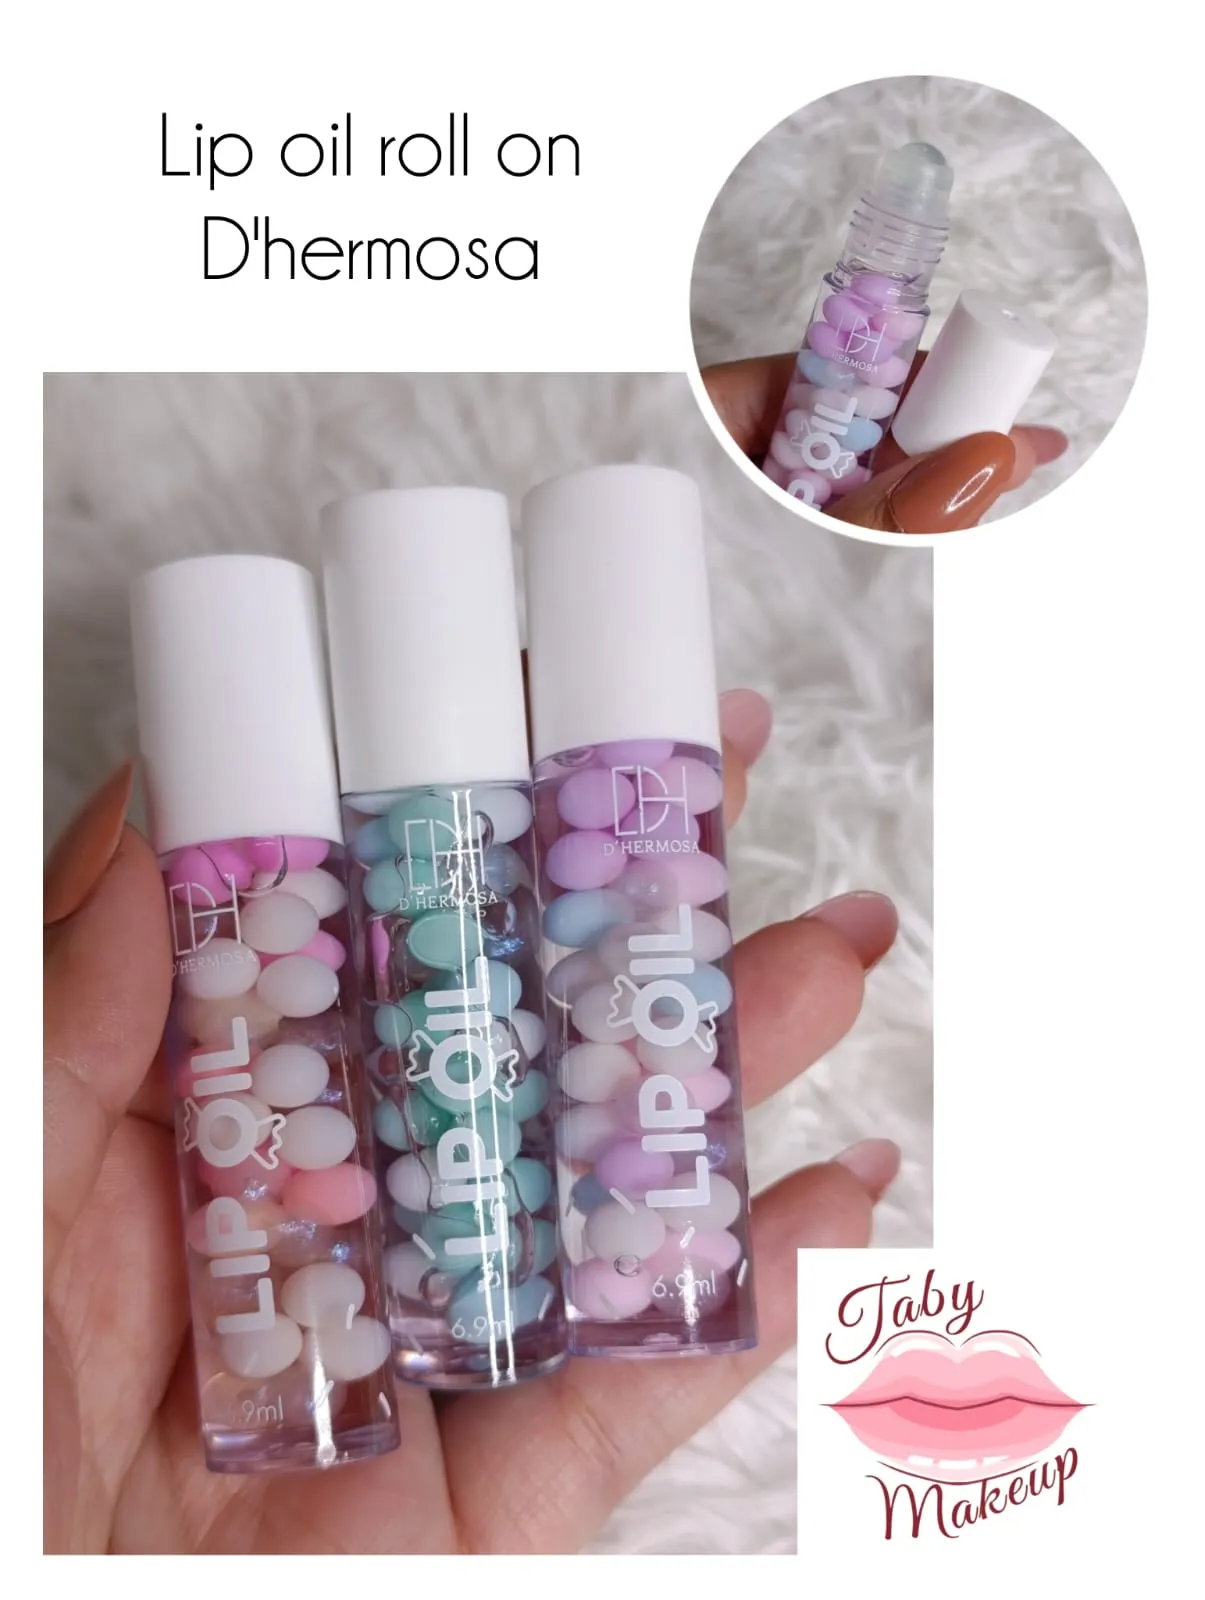 Lip oil roll on
D'hermosa
DH
HERMOSA
OIL
DH
D'HERMOSA
LIP OIL
6.9ml
DH
D'HERMOSA
LIP OIL
6.9ml
DH
D'HERMOSA
LIP OIL
6.9ml
Taby
Makeup